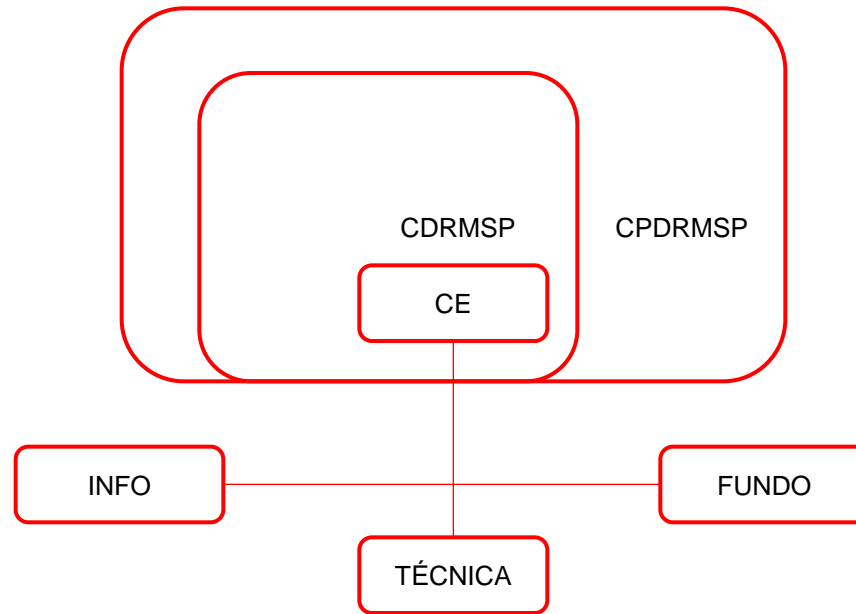 CDRMSP
CPDRMSP
CE
INFO
FUNDO
TÉCNICA